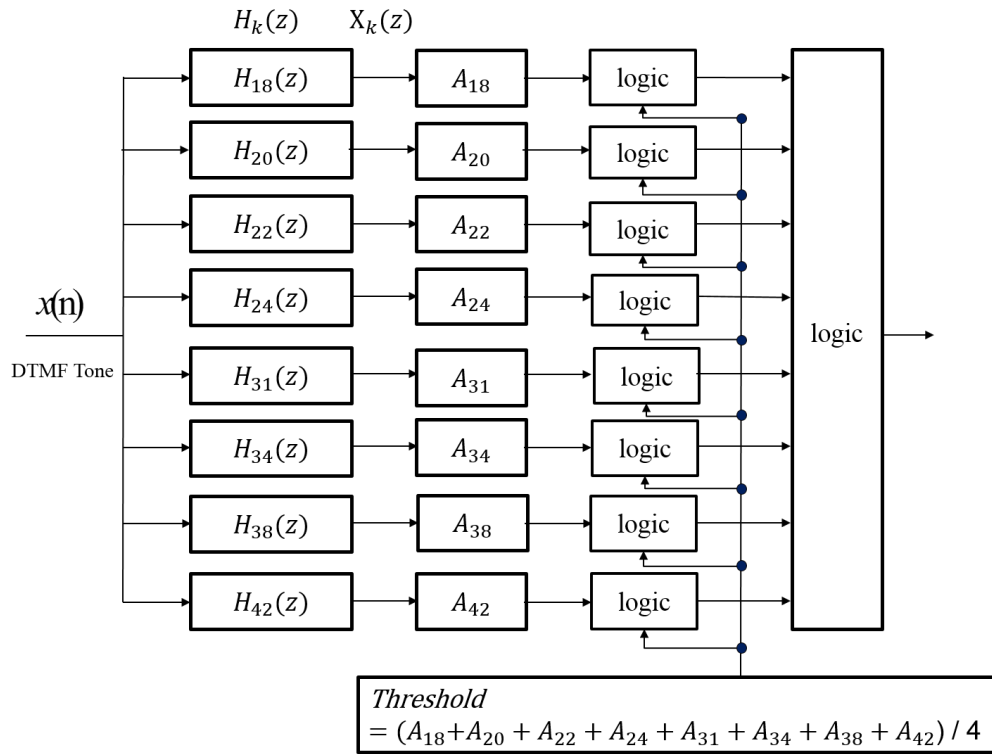 H_k(z) X_k(z)
H_18(z) A_18 logic
H_20(z) A_20 logic
H_22(z) A_22 logic
H_24(z) A_24 logic
x(n)
logic
DTMF Tone
H_31(z) A_31 logic
H_34(z) A_34 logic
H_38(z) A_38 logic
H_42(z) A_42 logic
Threshold
= (A_18+A_20 + A_22 + A_24 + A_31 + A_34 + A_38 + A_42) / 4